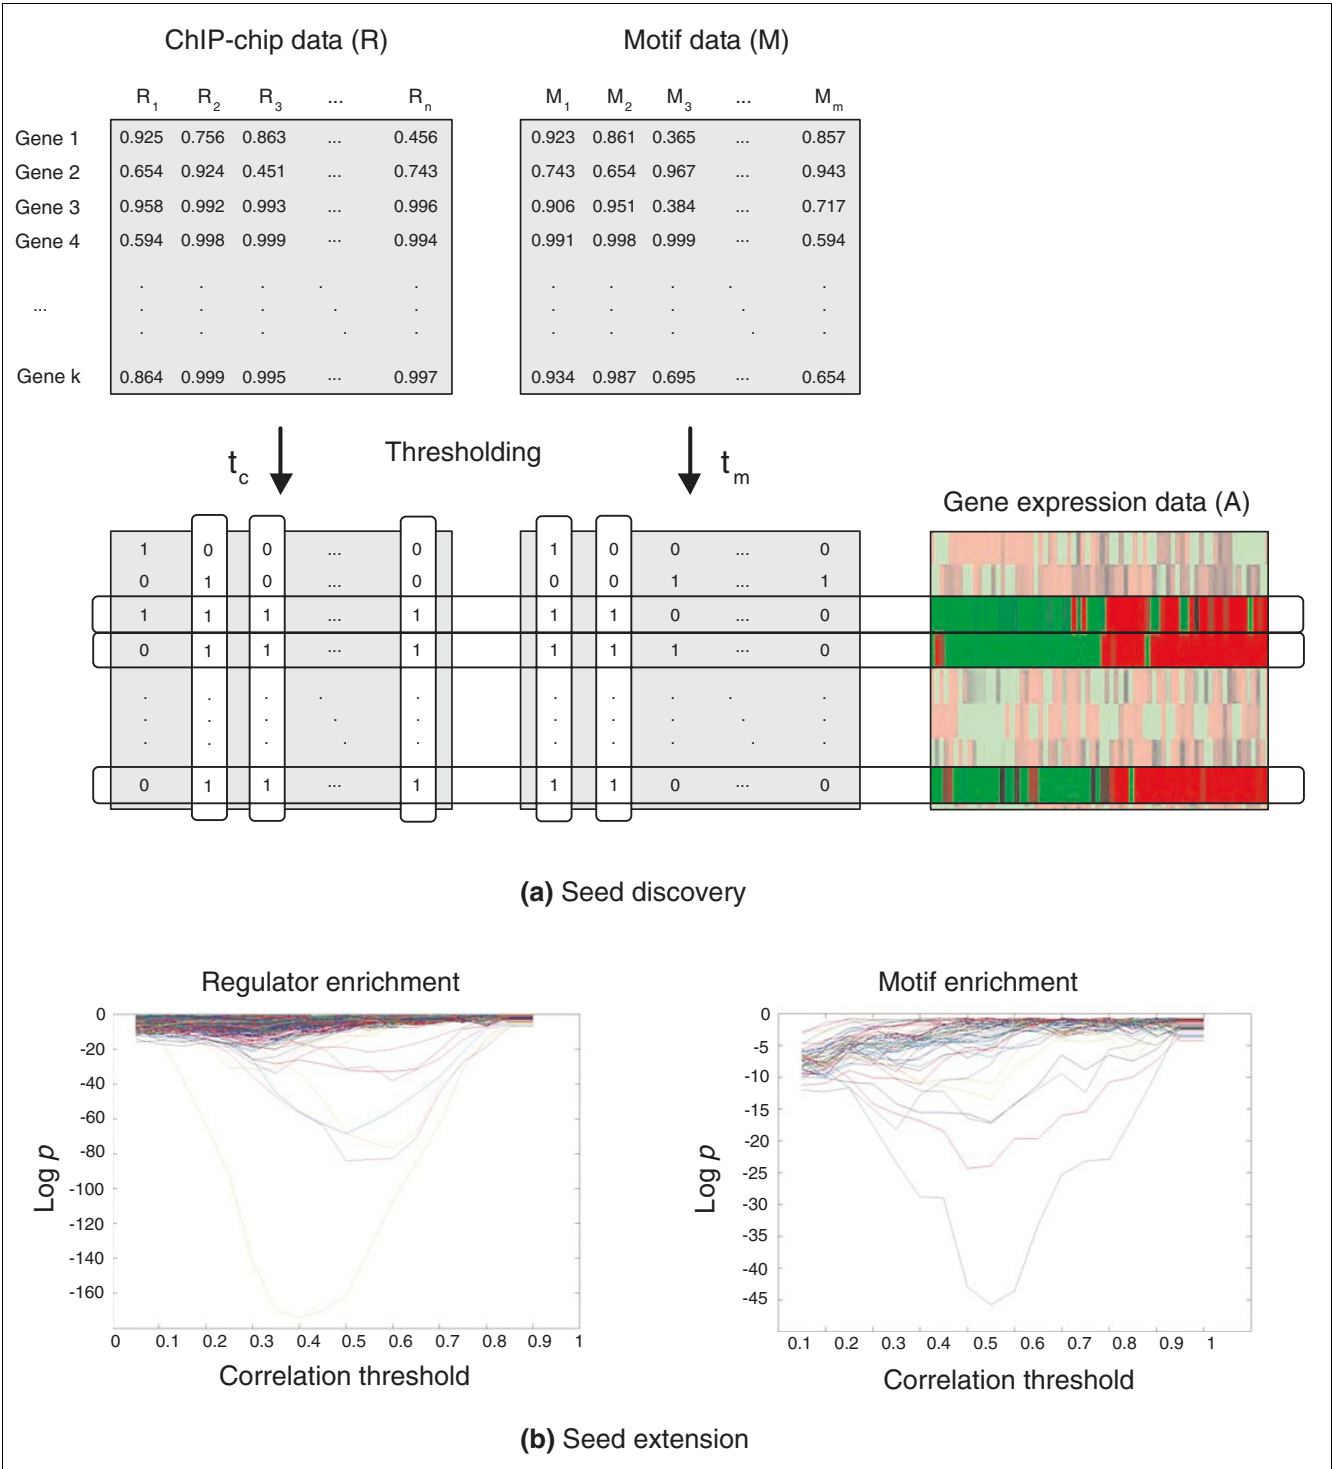 ChIP-chip data (R) Motif data (M)
R1 R2 R3 ... Rn M1 M2 M3 ... Mm
Gene 1 0.925 0.756 0.863 ... 0.456 0.923 0.861 0.365 ... 0.857
Gene 2 0.654 0.924 0.451 ... 0.743 0.743 0.654 0.967 ... 0.943
Gene 3 0.958 0.992 0.993 ... 0.996 0.906 0.951 0.384 ... 0.717
Gene 4 0.594 0.998 0.999 ... 0.994 0.991 0.998 0.999 ... 0.594
...
Gene k 0.864 0.999 0.995 ... 0.997 0.934 0.987 0.695 ... 0.654
tc Thresholding tm
Gene expression data (A)
1 0 0 ... 0 1 0 0 ... 0
0 1 0 ... 0 0 0 1 ... 1
1 1 1 ... 1 1 1 0 ... 0
0 1 1 ... 1 1 1 1 ... 0
0 1 1 ... 1 1 1 0 ... 0
(a) Seed discovery
Regulator enrichment
0
-20
-40
-60
-80
-100
-120
-140
-160
Log p
0 0.1 0.2 0.3 0.4 0.5 0.6 0.7 0.8 0.9 1
Correlation threshold
Motif enrichment
0
-5
-10
-15
-20
-25
-30
-35
-40
-45
Log p
0.1 0.2 0.3 0.4 0.5 0.6 0.7 0.8 0.9 1
Correlation threshold
(b) Seed extension